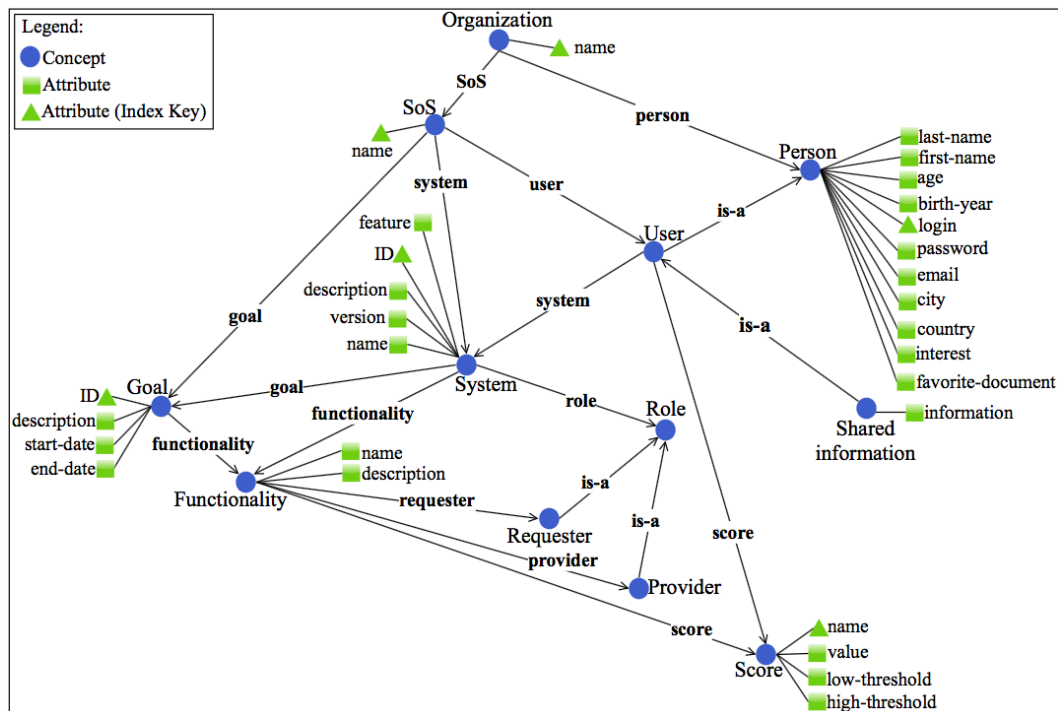 Legend:
Concept
Attribute
Attribute (Index Key)
Organization
name
SoS
SoS
name
person
Person
last-name
first-name
age
birth-year
login
password
email
city
country
interest
favorite-document
system
user
is-a
User
feature
ID
description
version
name
system
goal
is-a
System
Goal
ID
description
start-date
end-date
goal
functionality
role
Role
Shared
information
information
functionality
name
description
Functionality
requester
is-a
Requester
is-a
provider
Provider
score
score
Score
name
value
low-threshold
high-threshold